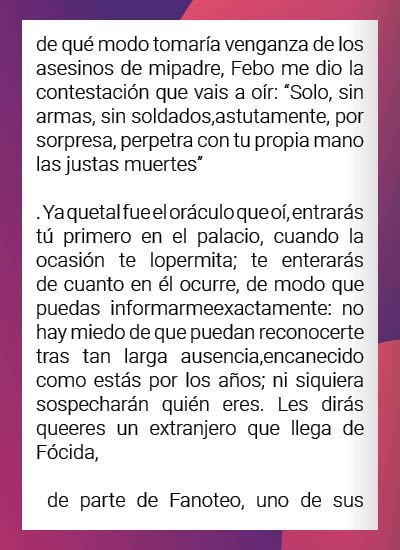 de qué modo tomaría venganza de los
asesinos de mipadre, Febo me dio la
contestación que vais a oír: “Solo, sin
armas, sin soldados,astutamente, por
sorpresa, perpetra con tu propia mano
las justas muertes”
. Ya que tal fue el oráculo que oí, entrarás
tú primero en el palacio, cuando la
ocasión te lopermita; te enterarás
de cuanto en él ocurre, de modo que
puedas informarmeexactamente: no
hay miedo de que puedan reconocerte
tras tan larga ausencia,encanecido
como estás por los años; ni siquiera
sospecharán quién eres. Les dirás
queeres un extranjero que llega de
Fócida,
de parte de Fanoteo, uno de sus